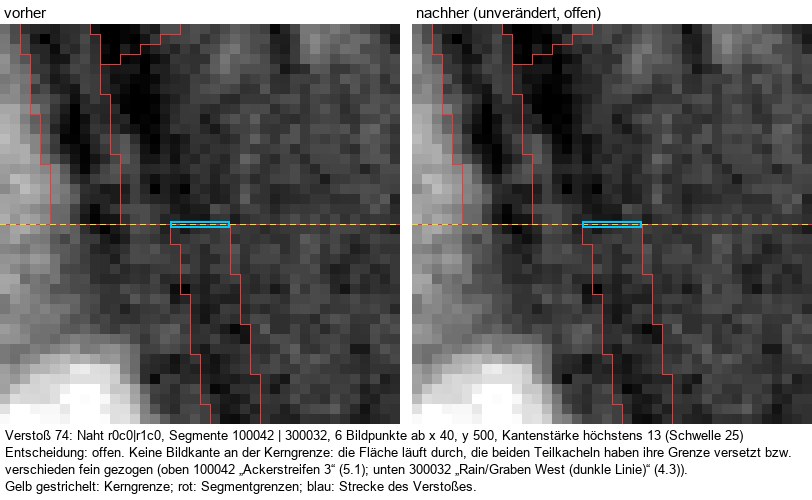 vorher
nachher (unverändert, offen)
Verstoß 74: Naht r0c0|r1c0, Segmente 100042 | 300032, 6 Bildpunkte ab x 40, y 500, Kantenstärke höchstens 13 (Schwelle 25)
Entscheidung: offen. Keine Bildkante an der Kerngrenze: die Fläche läuft durch, die beiden Teilkacheln haben ihre Grenze versetzt bzw.
verschieden fein gezogen (oben 100042 „Ackerstreifen 3“ (5.1); unten 300032 „Rain/Graben West (dunkle Linie)“ (4.3)).
Gelb gestrichelt: Kerngrenze; rot: Segmentgrenzen; blau: Strecke des Verstoßes.